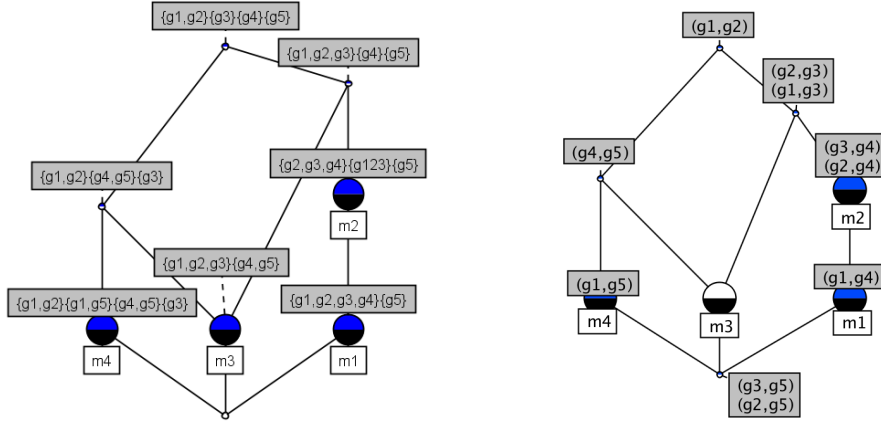 {g1,g2}{g3}{g4}{g5}
{g1,g2,g3}{g4}{g5}
{g2,g3,g4}{g123}{g5}
{g1,g2}{g4,g5}{g3}
m2
{g1,g2,g3}{g4,g5}
{g1,g2}{g1,g5}{g4,g5}{g3}
{g1,g2,g3,g4}{g5}
m4
m3
m1
(g1,g2)
(g2,g3)
(g1,g3)
(g4,g5)
(g3,g4)
(g2,g4)
m2
(g1,g5)
(g1,g4)
m4
m3
m1
(g3,g5)
(g2,g5)